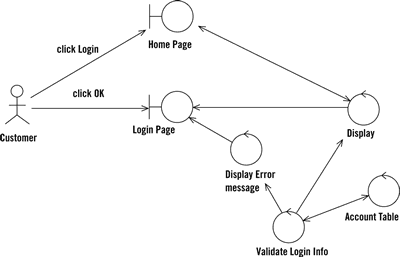 click Login
Home Page
click OK
Customer
Login Page
Display
Display Error
message
Account Table
Validate Login Info